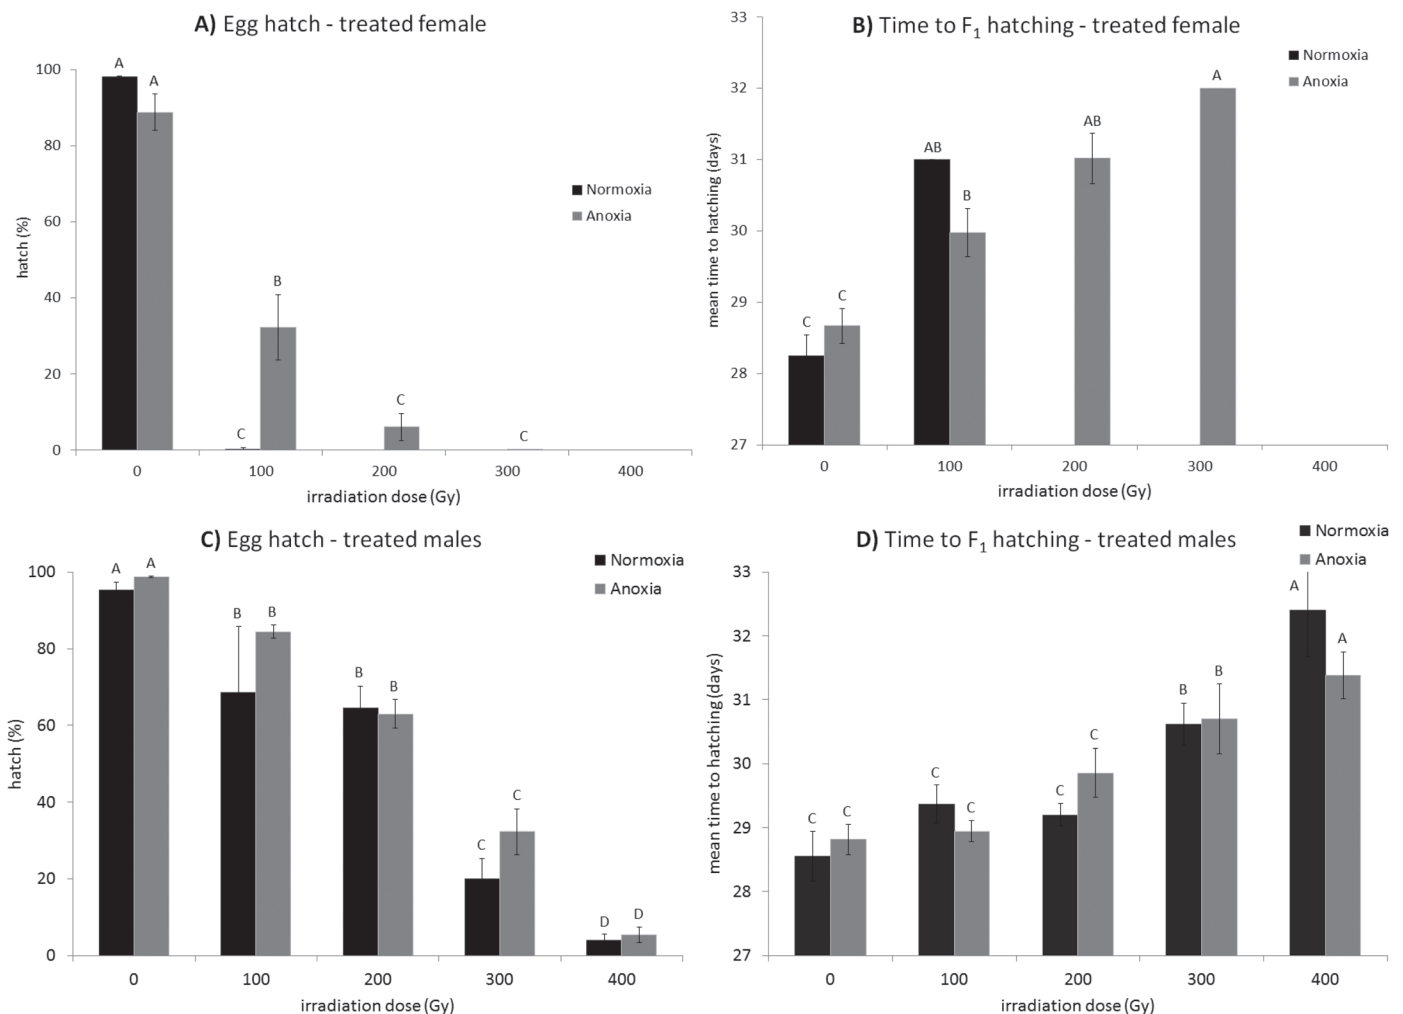 A) Egg hatch - treated female
100
80
60
40
20
0
hatch (%)
A
A
C
B
C
C
Normoxia
Anoxia
0 100 200 300 400
irradiation dose (Gy)
B) Time to F1 hatching - treated female
33
32
31
30
29
28
27
mean time to hatching (days)
C
C
AB
B
AB
A
Normoxia
Anoxia
0 100 200 300 400
irradiation dose (Gy)
C) Egg hatch - treated males
100
80
60
40
20
0
hatch (%)
A
A
B
B
B
B
C
C
D
D
Normoxia
Anoxia
0 100 200 300 400
irradiation dose (Gy)
D) Time to F1 hatching - treated males
33
32
31
30
29
28
27
mean time to hatching (days)
C
C
C
C
C
C
B
B
A
A
Normoxia
Anoxia
0 100 200 300 400
irradiation dose (Gy)